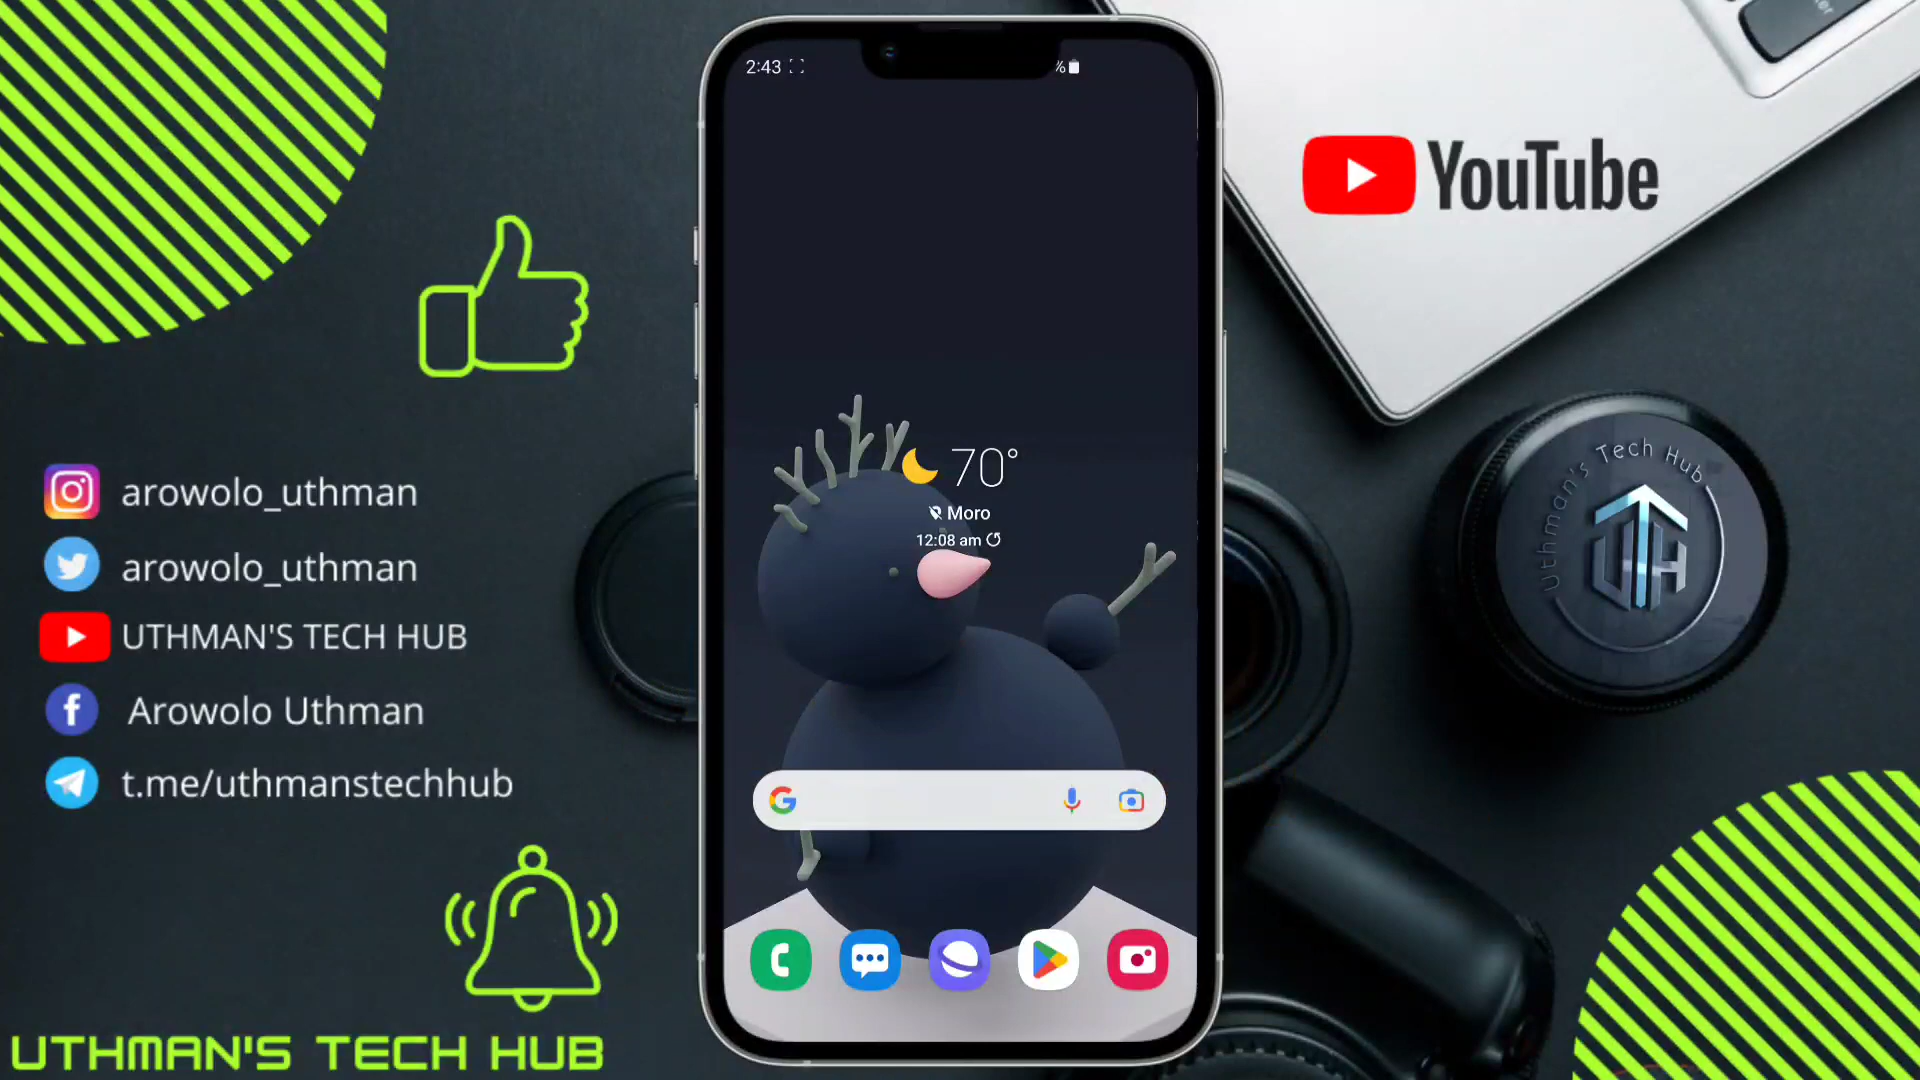 2:43
%
YouTube
70°
Moro
12:08 am
Uthman's Tech Hub
UTH
arowolo_uthman
arowolo_uthman
UTHMAN'S TECH HUB
Arowolo Uthman
t.me/uthmanstechhub
UTHMAN'S TECH HUB